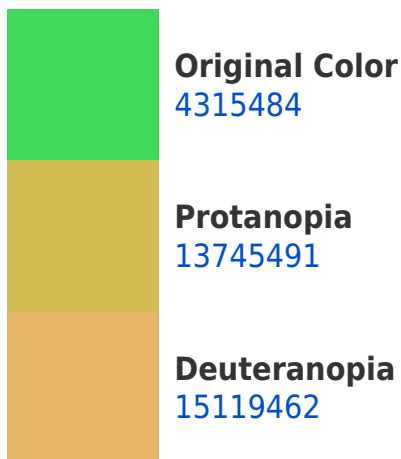 Original Color
4315484
Protanopia
13745491
Deuteranopia
15119462